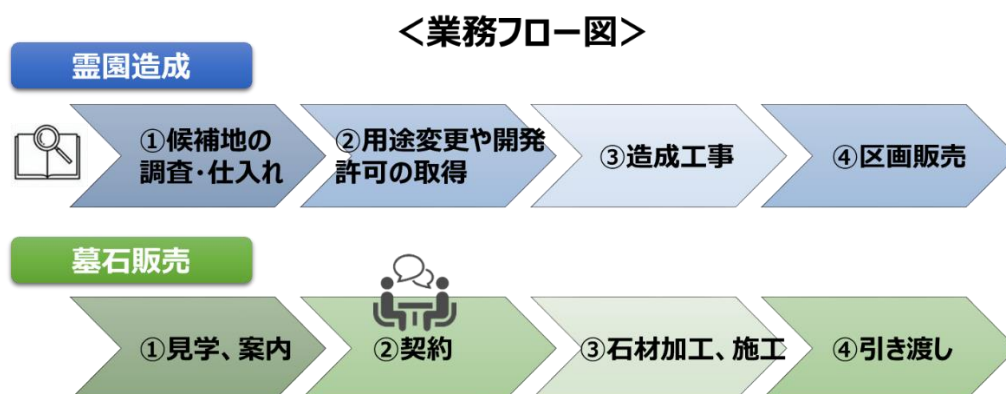 ＜業務フロー図＞
霊園造成
①候補地の
調査・仕入れ
②用途変更や開発
許可の取得
③造成工事
④区画販売
墓石販売
①見学、案内
②契約
③石材加工、施工
④引き渡し